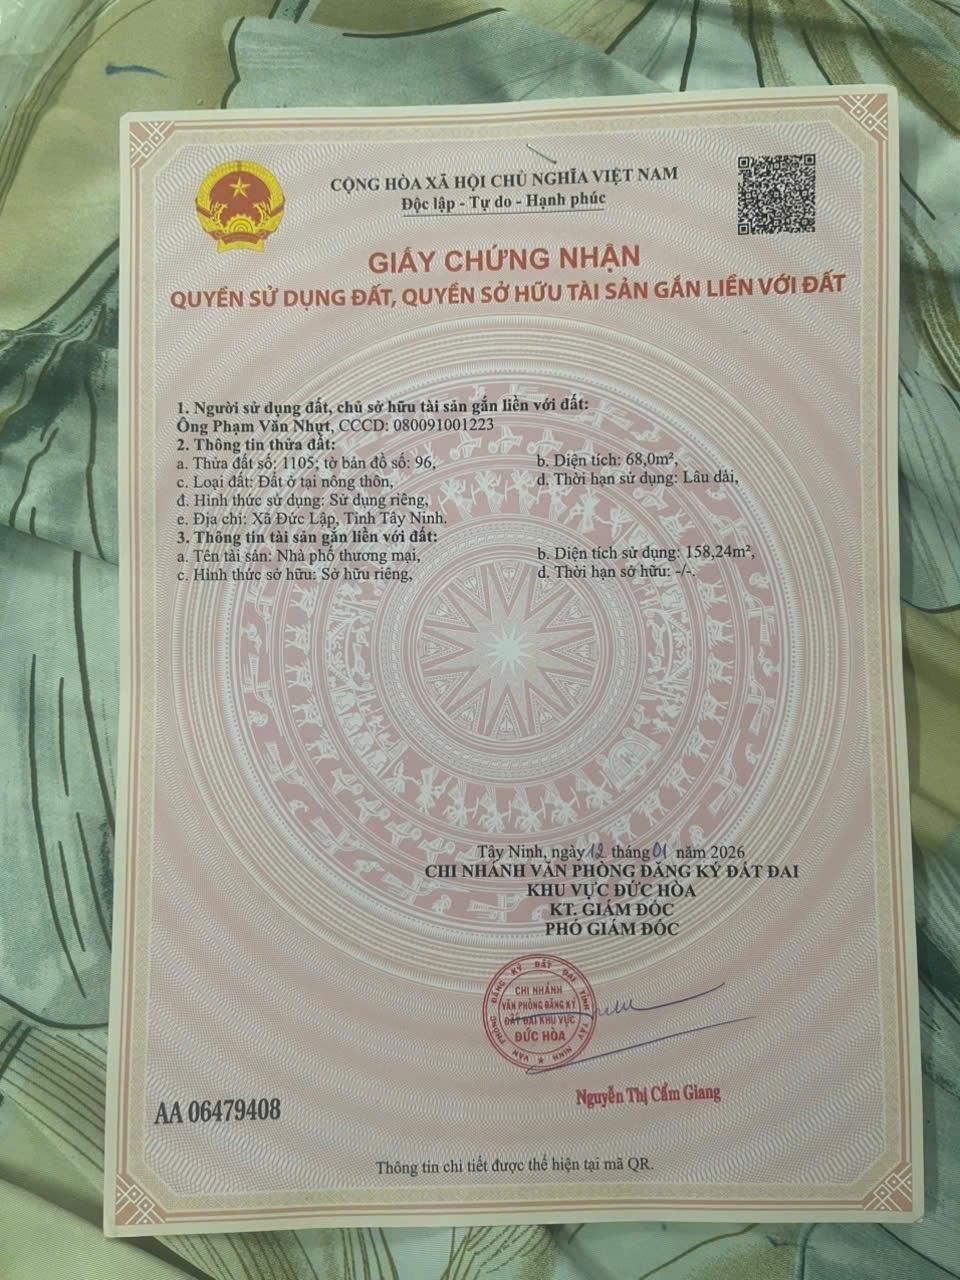 CỘNG HÒA XÃ HỘI CHỦ NGHĨA VIỆT NAM
Độc lập - Tự do - Hạnh phúc
GIẤY CHỨNG NHẬN
QUYỀN SỬ DỤNG ĐẤT, QUYỀN SỞ HỮU TÀI SẢN GẮN LIỀN VỚI ĐẤT
1. Người sử dụng đất, chủ sở hữu tài sản gắn liền với đất:
Ông Phạm Văn Nhựt, CCCD: 080091001223
2. Thông tin thửa đất:
a. Thửa đất số: 1105; tờ bản đồ số: 96, b. Diện tích: 68,0m²,
c. Loại đất: Đất ở tại nông thôn, d. Thời hạn sử dụng: Lâu dài,
đ. Hình thức sử dụng: Sử dụng riêng,
e. Địa chỉ: Xã Đức Lập, Tỉnh Tây Ninh.
3. Thông tin tài sản gắn liền với đất:
a. Tên tài sản: Nhà phố thương mại, b. Diện tích sử dụng: 158,24m²,
c. Hình thức sở hữu: Sở hữu riêng, d. Thời hạn sở hữu: -/-.
Tây Ninh, ngày 12 tháng 01 năm 2026
CHI NHÁNH VĂN PHÒNG ĐĂNG KÝ ĐẤT ĐAI
KHU VỰC ĐỨC HÒA
KT. GIÁM ĐỐC
PHÓ GIÁM ĐỐC
VĂN PHÒNG ĐĂNG KÝ ĐẤT ĐAI TỈNH TÂY NINH
CHI NHÁNH
VĂN PHÒNG ĐĂNG KÝ
ĐẤT ĐAI KHU VỰC
ĐỨC HÒA
Nguyễn Thị Cẩm Giang
AA 06479408
Thông tin chi tiết được thể hiện tại mã QR.